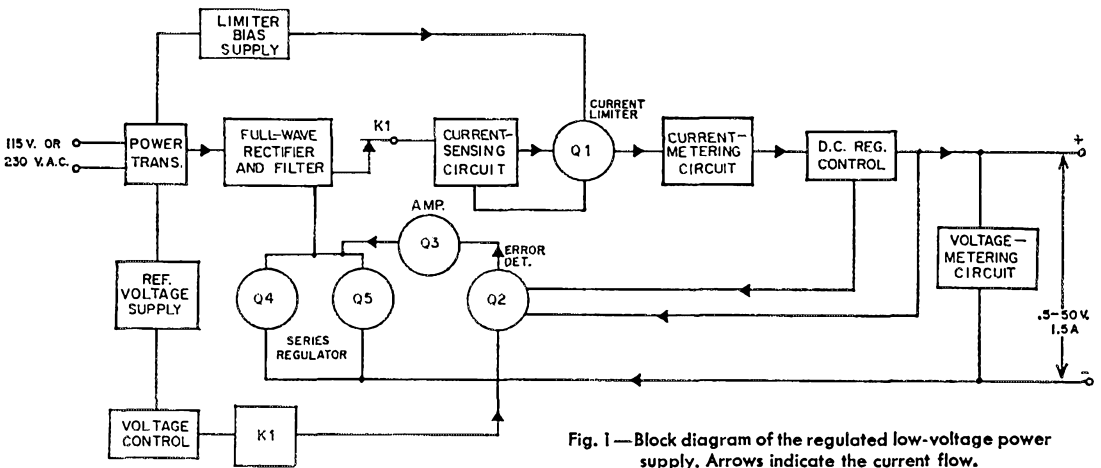 LIMITER
BIAS
SUPPLY
115 V. OR
230 V. A.C.
POWER
TRANS.
FULL-WAVE
RECTIFIER
AND FILTER
K1
CURRENT-
SENSING
CIRCUIT
CURRENT
LIMITER
Q1
CURRENT-
METERING
CIRCUIT
D.C. REG.
CONTROL
+
AMP.
Q3
ERROR
DET.
Q2
VOLTAGE-
METERING
CIRCUIT
REF.
VOLTAGE
SUPPLY
Q4
Q5
SERIES
REGULATOR
.5-50 V.
1.5 A
-
VOLTAGE
CONTROL
K1
Fig. 1—Block diagram of the regulated low-voltage power
supply. Arrows indicate the current flow.